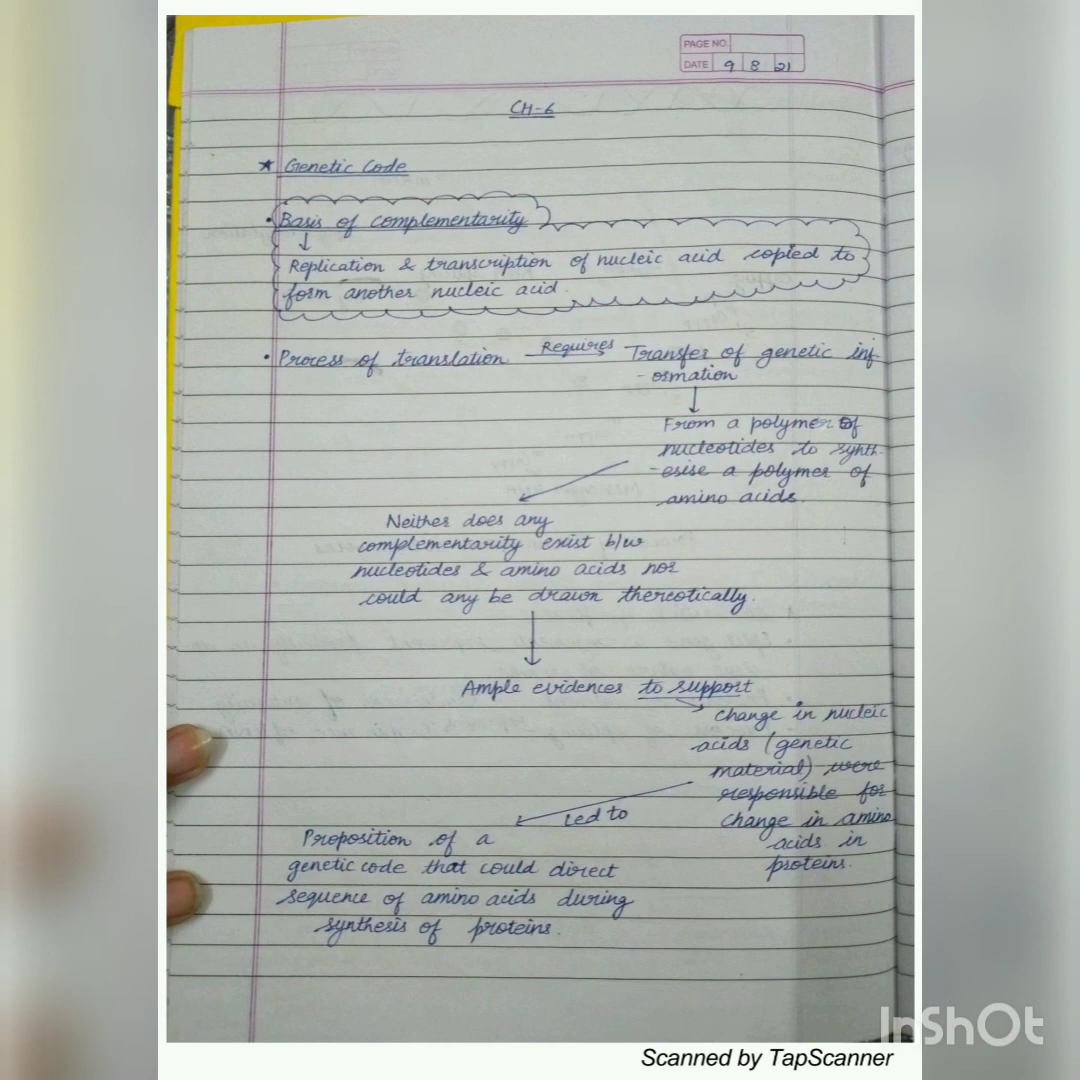 PAGE NO.
DATE 9 8 21
CH-6
* Genetic Code
• Basis of complementarity
↓
Replication & transcription of nucleic acid copied to
form another nucleic acid.
• Process of translation Requires Transfer of genetic inf
- ormation
↓
From a polymer of
nucleotides to synth-
- esise a polymer of
amino acids.
Neither does any
complementarity exist b/w
nucleotides & amino acids nor
could any be drawn thereotically.
↓
Ample evidences to support
change in nucleic
acids (genetic
material) were
responsible for
change in amino
acids in
proteins.
Led to
Proposition of a
genetic code that could direct
sequence of amino acids during
synthesis of proteins.
InShOt
Scanned by TapScanner